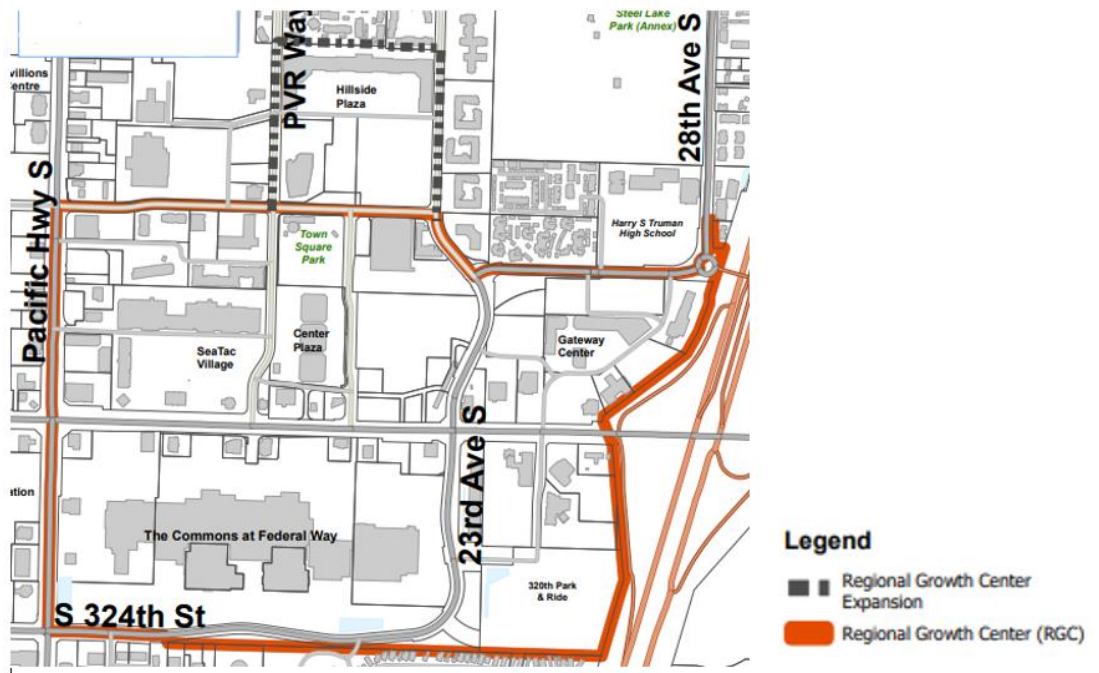 Steel Lake
Park (Annex)
PVR Way
28th Ave S
villions
entre
Hillside
Plaza
Pacific Hwy S
Harry S Truman
High School
Town
Square
Park
Center
Plaza
SeaTac
Village
Gateway
Center
23rd Ave S
ation
The Commons at Federal Way
320th Park
& Ride
S 324th St
Legend
Regional Growth Center
Expansion
Regional Growth Center (RGC)